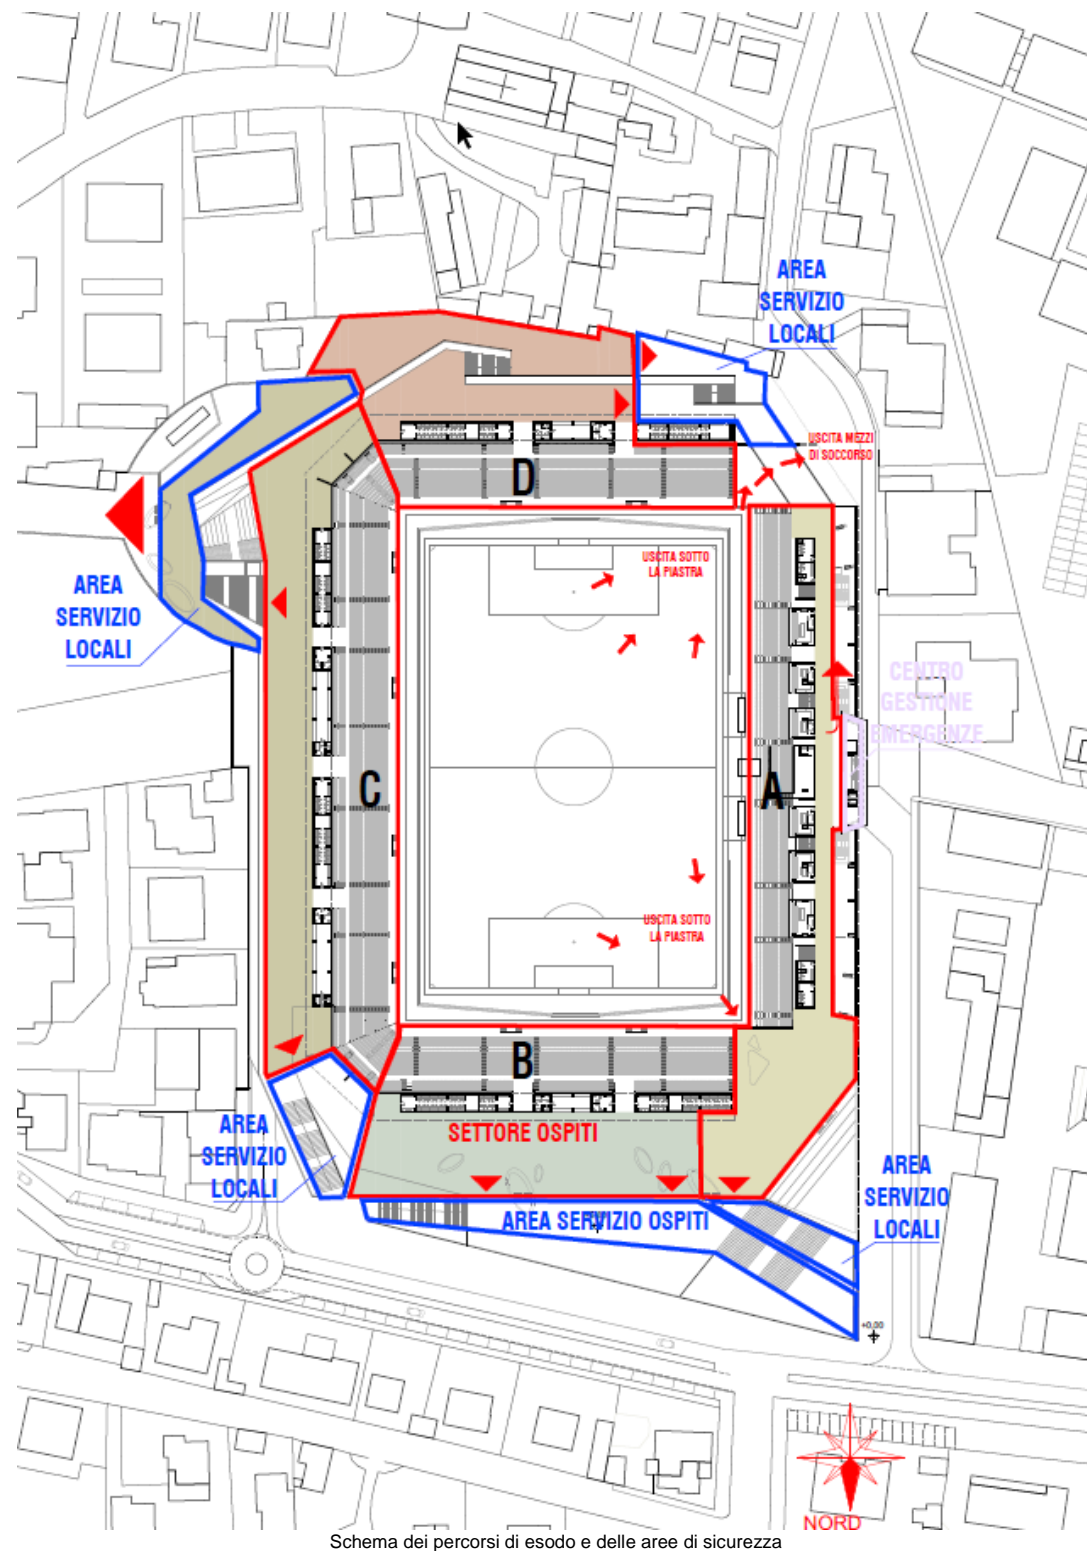 AREA
SERVIZIO
LOCALI
D
USCITA MEZZI
DI SOCCORSO
USCITA SOTTO
LA PIASTRA
AREA
SERVIZIO
LOCALI
CENTRO
GESTIONE
EMERGENZE
C
A
USCITA SOTTO
LA PIASTRA
B
SETTORE OSPITI
AREA
SERVIZIO
LOCALI
AREA SERVIZIO OSPITI
AREA
SERVIZIO
LOCALI
+0,00
NORD
Schema dei percorsi di esodo e delle aree di sicurezza